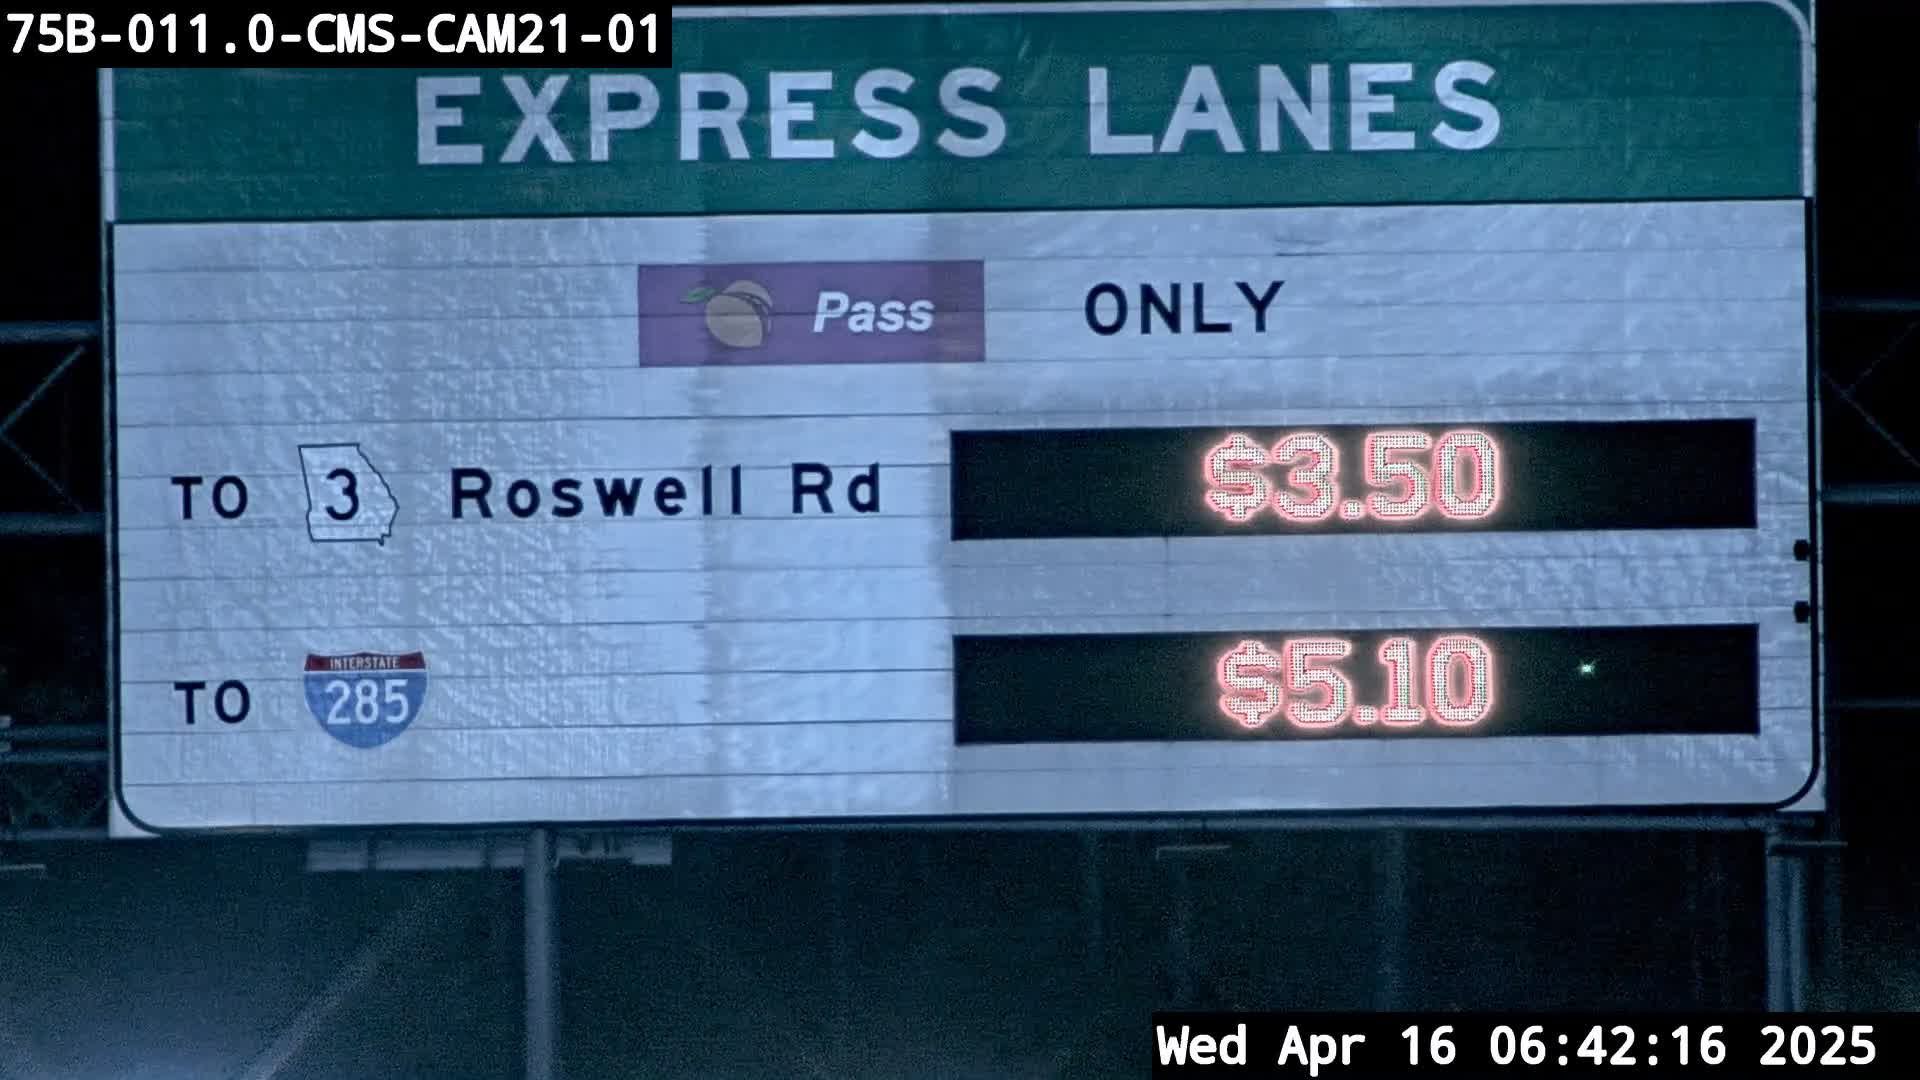 75B-011.0-CMS-CAM21-01
EXPRESS LANES
Pass ONLY
TO 3 Roswell Rd $3.50
INTERSTATE
TO 285 $5.10
Wed Apr 16 06:42:16 2025